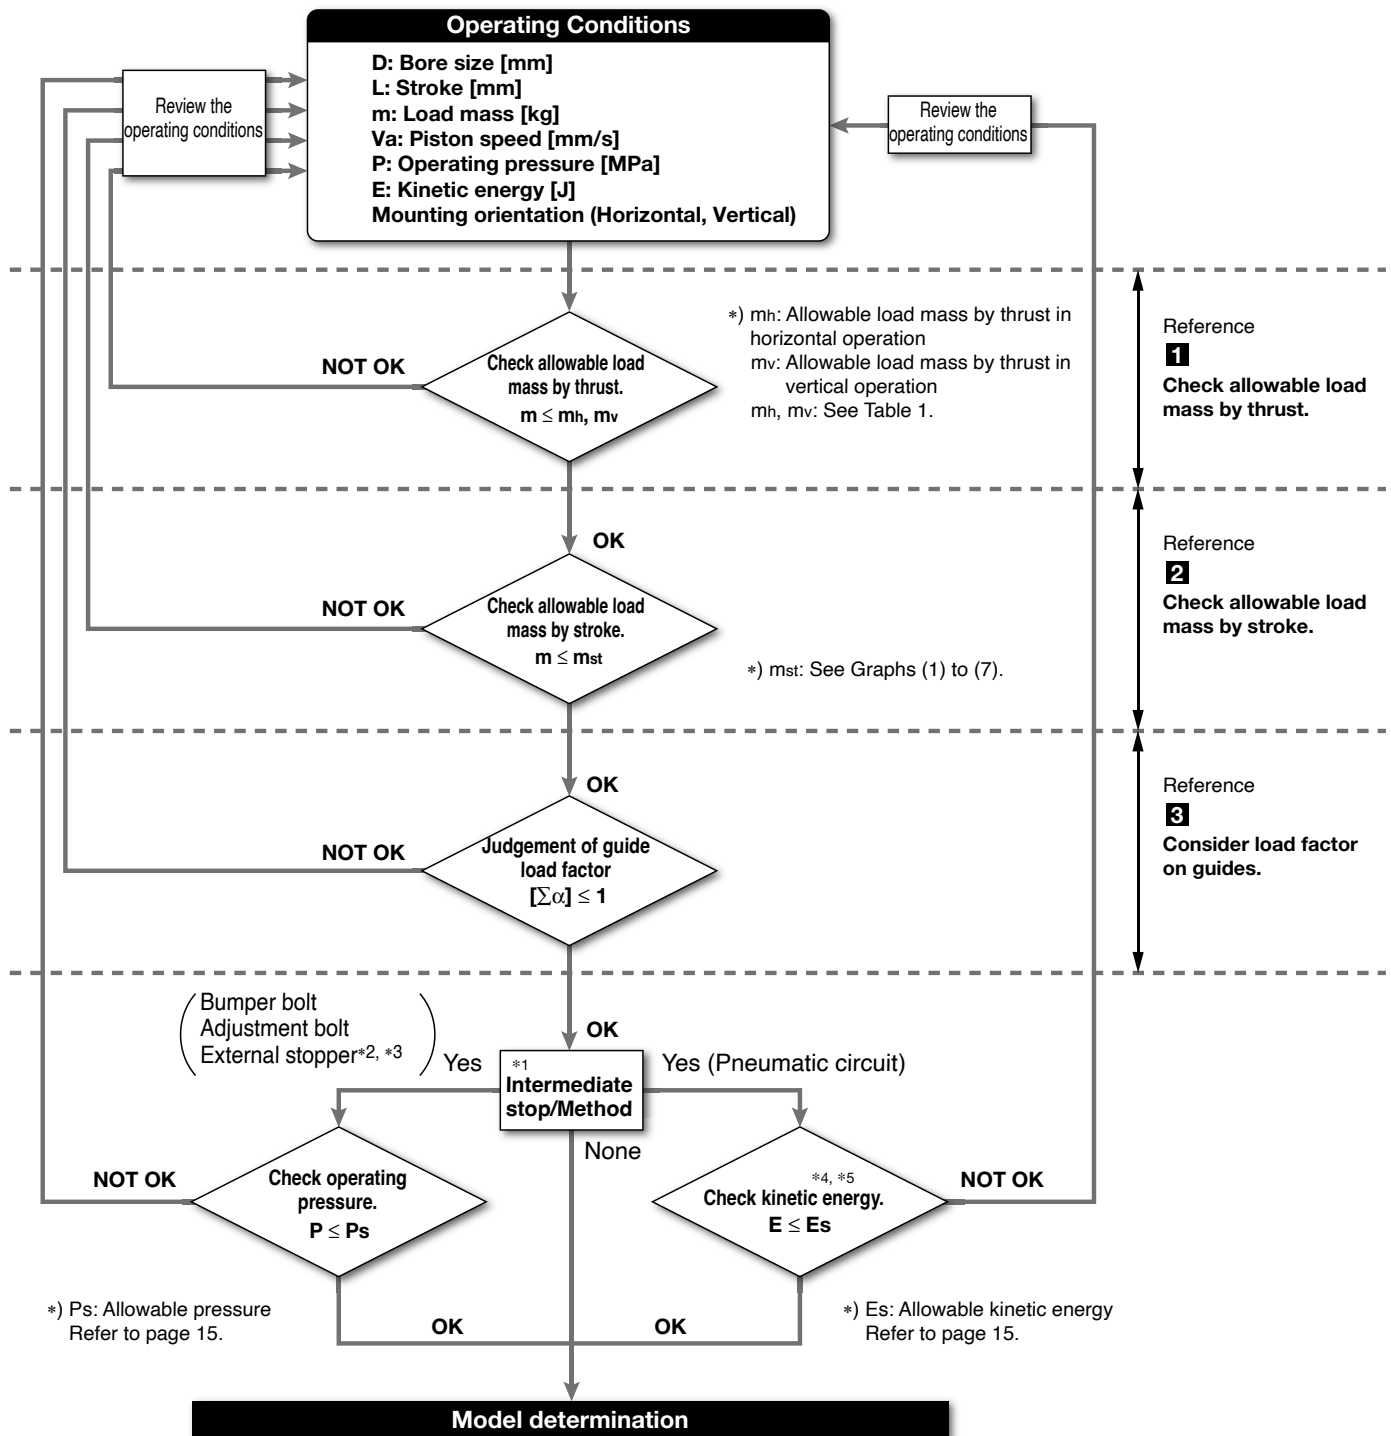 Operating Conditions
D: Bore size [mm]
L: Stroke [mm]
m: Load mass [kg]
Va: Piston speed [mm/s]
P: Operating pressure [MPa]
E: Kinetic energy [J]
Mounting orientation (Horizontal, Vertical)
Review the
operating conditions
Review the
operating conditions
*) mh: Allowable load mass by thrust in
horizontal operation
mv: Allowable load mass by thrust in
vertical operation
mh, mv: See Table 1.
NOT OK
Check allowable load
mass by thrust.
m ≤ mh, mv
Reference
1
Check allowable load
mass by thrust.
OK
NOT OK
Check allowable load
mass by stroke.
m ≤ mst
*) mst: See Graphs (1) to (7).
Reference
2
Check allowable load
mass by stroke.
OK
NOT OK
Judgement of guide
load factor
[∑α] ≤ 1
Reference
3
Consider load factor
on guides.
OK
Bumper bolt
Adjustment bolt
External stopper*2, *3
Yes
*1
Intermediate
stop/Method
Yes (Pneumatic circuit)
None
NOT OK
Check operating
pressure.
P ≤ Ps
*4, *5
Check kinetic energy.
E ≤ Es
NOT OK
*) Ps: Allowable pressure
Refer to page 15.
OK
OK
*) Es: Allowable kinetic energy
Refer to page 15.
Model determination